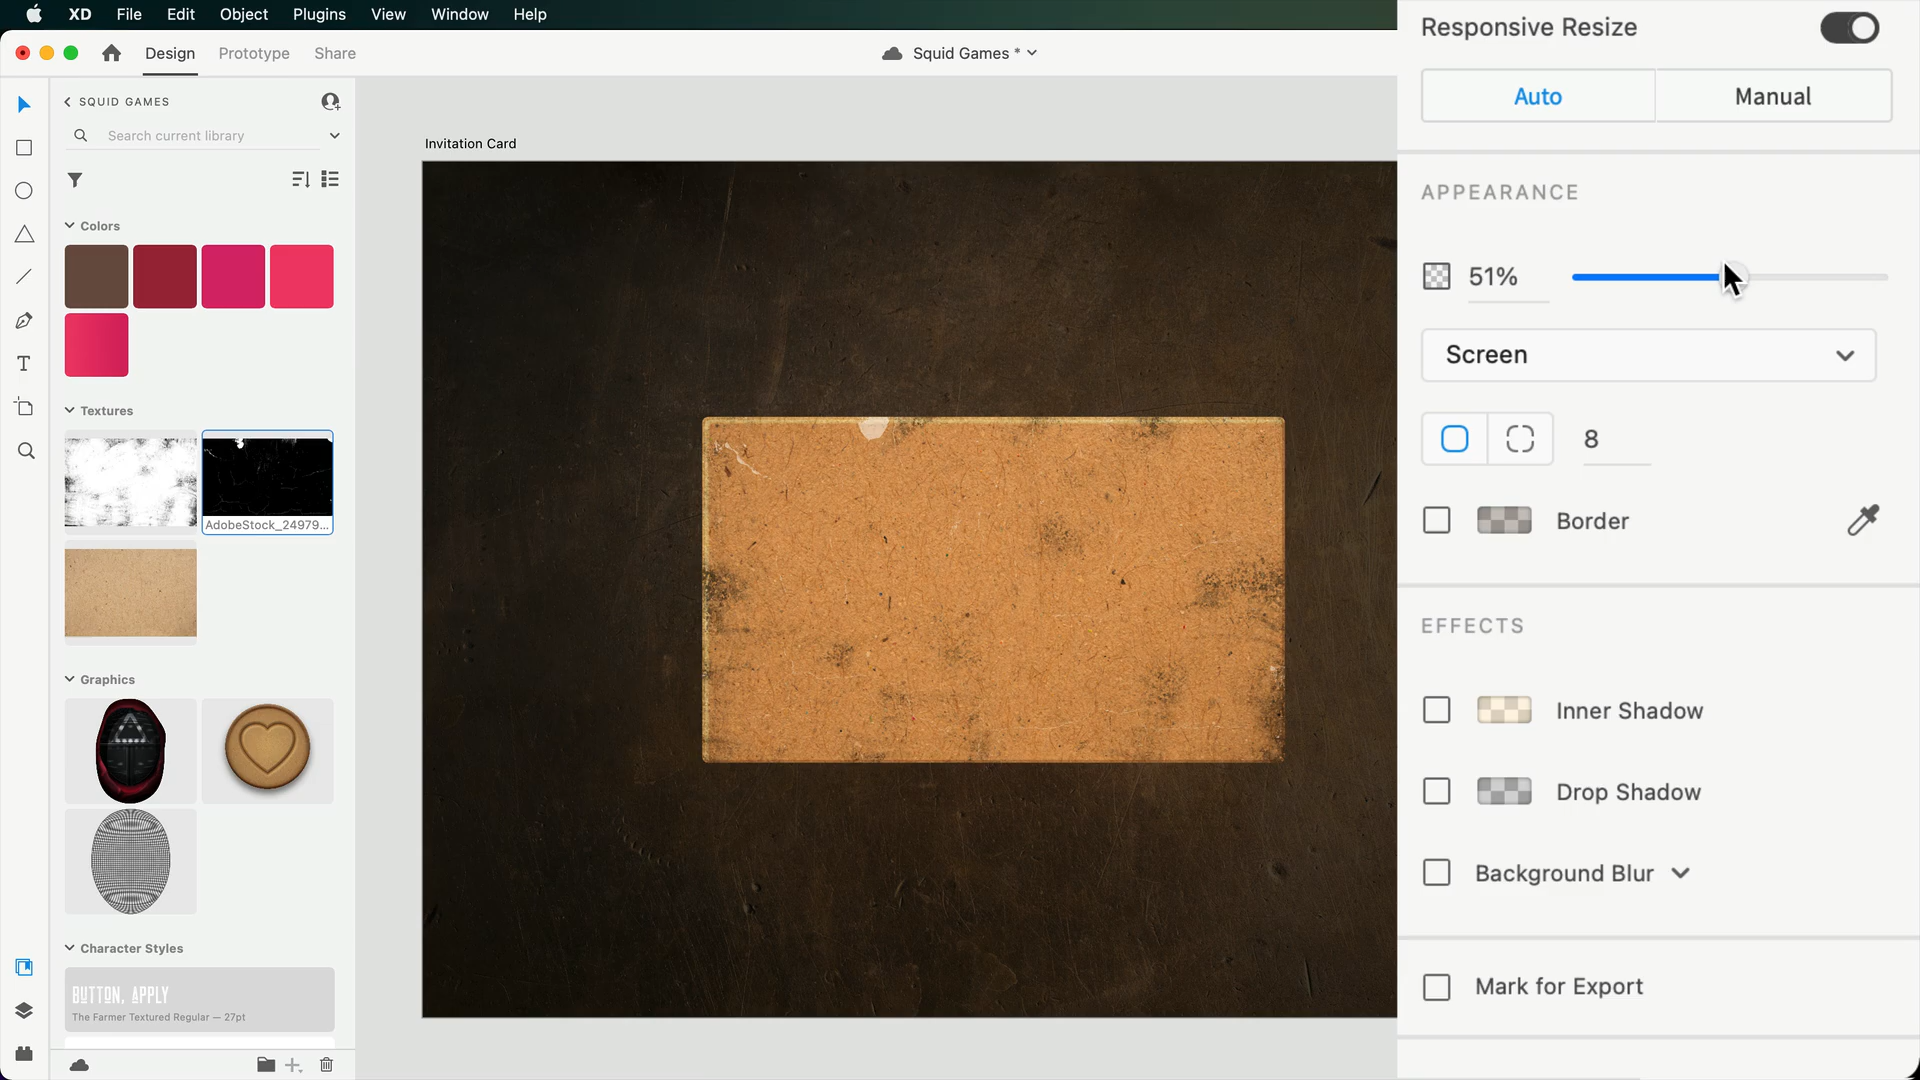 XD File Edit Object Plugins View Window Help
Design Prototype Share
Squid Games *
SQUID GAMES
Search current library
Colors
Textures
AdobeStock_24979...
Graphics
Character Styles
BUTTON, APPLY
The Farmer Textured Regular — 27pt
Invitation Card
Responsive Resize
Auto Manual
APPEARANCE
51%
Screen
8
Border
EFFECTS
Inner Shadow
Drop Shadow
Background Blur
Mark for Export